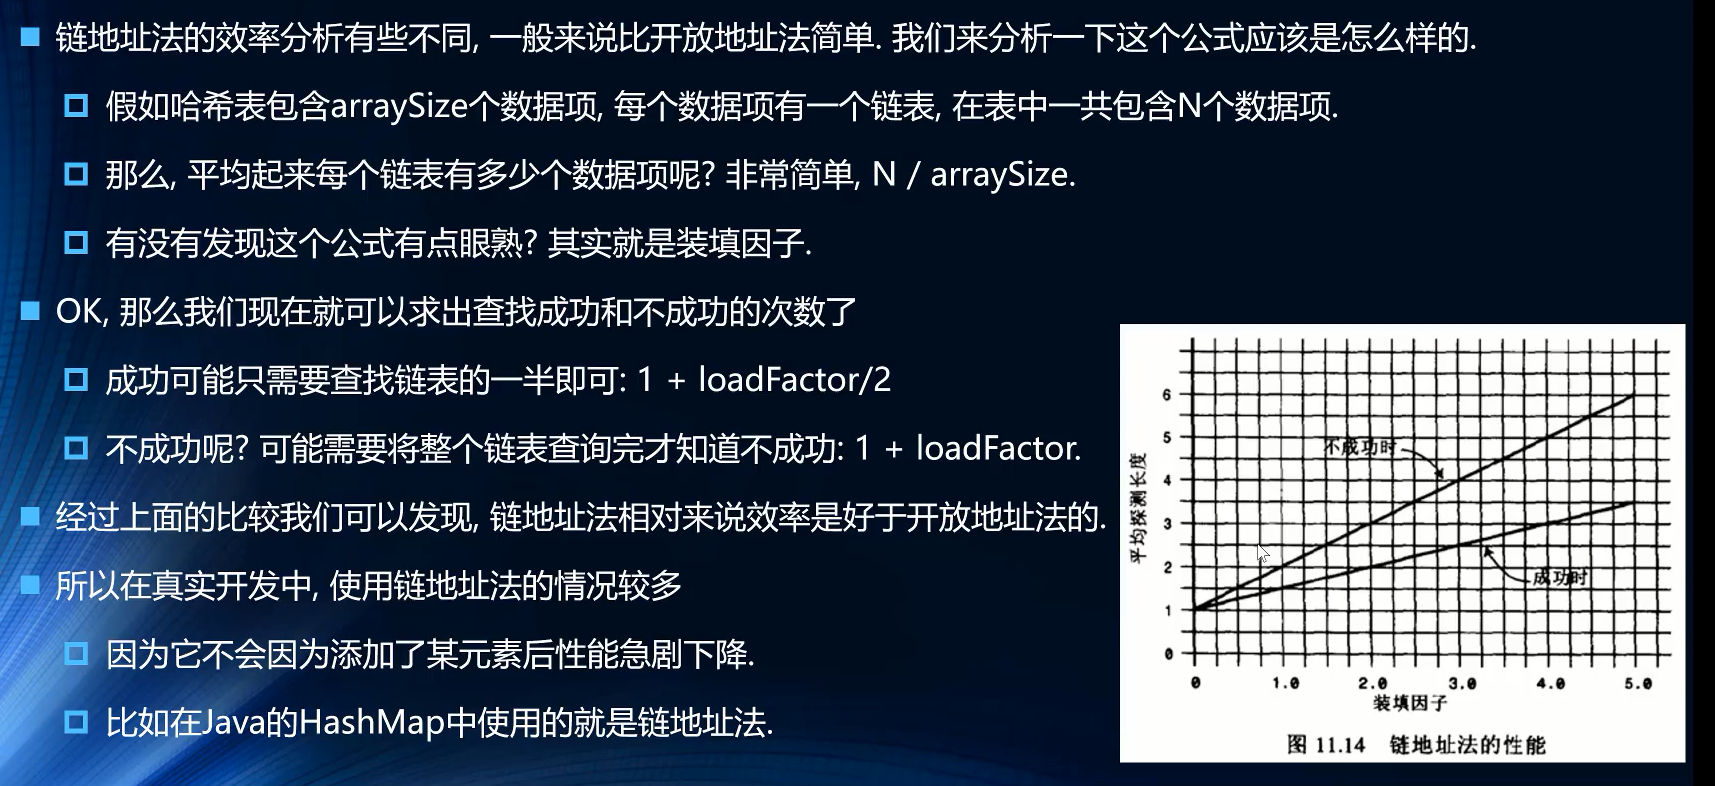 链地址法的效率分析有些不同, 一般来说比开放地址法简单. 我们来分析一下这个公式应该是怎么样的.
假如哈希表包含arraySize个数据项, 每个数据项有一个链表, 在表中一共包含N个数据项.
那么, 平均起来每个链表有多少个数据项呢? 非常简单, N / arraySize.
有没有发现这个公式有点眼熟? 其实就是装填因子.
OK, 那么我们现在就可以求出查找成功和不成功的次数了
成功可能只需要查找链表的一半即可: 1 + loadFactor/2
不成功呢? 可能需要将整个链表查询完才知道不成功: 1 + loadFactor.
经过上面的比较我们可以发现, 链地址法相对来说效率是好于开放地址法的.
所以在真实开发中, 使用链地址法的情况较多
因为它不会因为添加了某元素后性能急剧下降.
比如在Java的HashMap中使用的就是链地址法.
平均探测长度
6
5
4
3
2
1
0
不成功时
成功时
0 1.0 2.0 3.0 4.0 5.0
装填因子
图 11.14 链地址法的性能